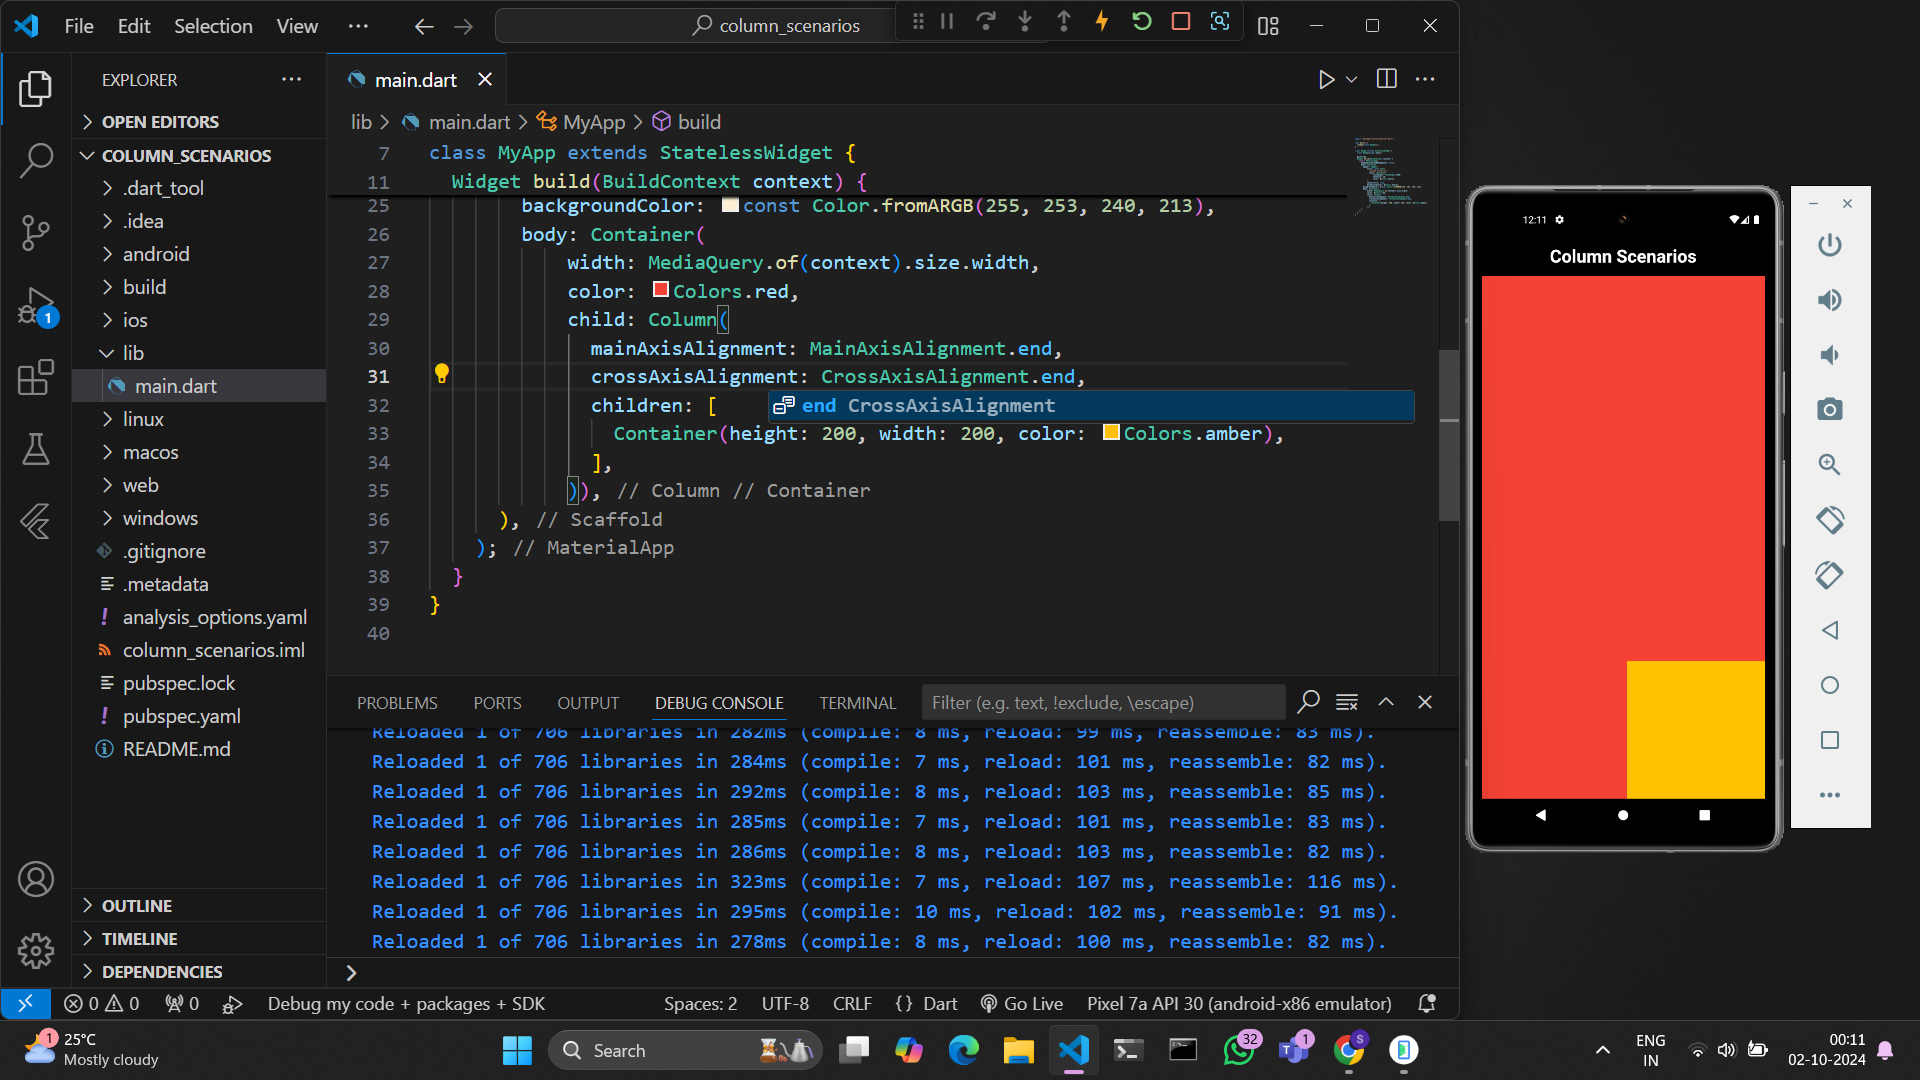 File Edit Selection View ··· column_scenarios
EXPLORER ···
OPEN EDITORS
COLUMN_SCENARIOS
.dart_tool
.idea
android
build
ios
lib
main.dart
linux
macos
web
windows
.gitignore
.metadata
! analysis_options.yaml
column_scenarios.iml
pubspec.lock
! pubspec.yaml
README.md
OUTLINE
TIMELINE
DEPENDENCIES
1
main.dart
lib > main.dart > MyApp > build
7 class MyApp extends StatelessWidget {
11 Widget build(BuildContext context) {
25 backgroundColor: const Color.fromARGB(255, 253, 240, 213),
26 body: Container(
27 width: MediaQuery.of(context).size.width,
28 color: Colors.red,
29 child: Column(
30 mainAxisAlignment: MainAxisAlignment.end,
31 crossAxisAlignment: CrossAxisAlignment.end,
32 children: [
end CrossAxisAlignment
33 Container(height: 200, width: 200, color: Colors.amber),
34 ],
35 )), // Column // Container
36 ), // Scaffold
37 ); // MaterialApp
38 }
39 }
40
PROBLEMS PORTS OUTPUT DEBUG CONSOLE TERMINAL Filter (e.g. text, !exclude, \escape)
Reloaded 1 of 706 libraries in 282ms (compile: 8 ms, reload: 99 ms, reassemble: 83 ms).
Reloaded 1 of 706 libraries in 284ms (compile: 7 ms, reload: 101 ms, reassemble: 82 ms).
Reloaded 1 of 706 libraries in 292ms (compile: 8 ms, reload: 103 ms, reassemble: 85 ms).
Reloaded 1 of 706 libraries in 285ms (compile: 7 ms, reload: 101 ms, reassemble: 83 ms).
Reloaded 1 of 706 libraries in 286ms (compile: 8 ms, reload: 103 ms, reassemble: 82 ms).
Reloaded 1 of 706 libraries in 323ms (compile: 7 ms, reload: 107 ms, reassemble: 116 ms).
Reloaded 1 of 706 libraries in 295ms (compile: 10 ms, reload: 102 ms, reassemble: 91 ms).
Reloaded 1 of 706 libraries in 278ms (compile: 8 ms, reload: 100 ms, reassemble: 82 ms).
>
0 0 0 Debug my code + packages + SDK Spaces: 2 UTF-8 CRLF {} Dart Go Live Pixel 7a API 30 (android-x86 emulator)
12:11
Column Scenarios
1 25°C
Mostly cloudy
Search
32
1
S
ENG
IN
00:11
02-10-2024